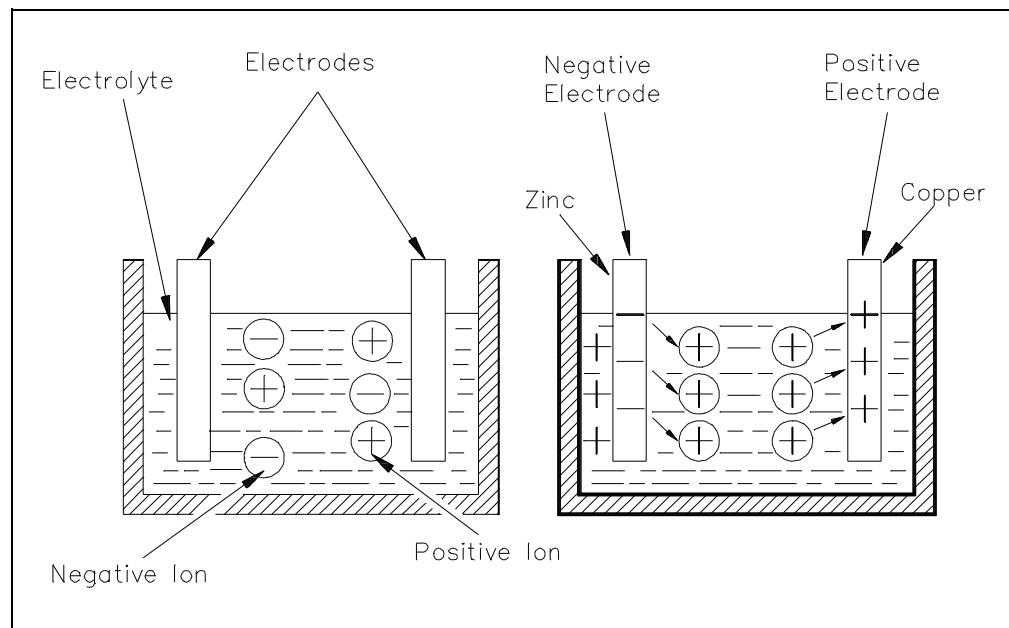 Electrolyte
Electrodes
Negative
Electrode
Positive
Electrode
Zinc
Copper
Negative Ion
Positive Ion